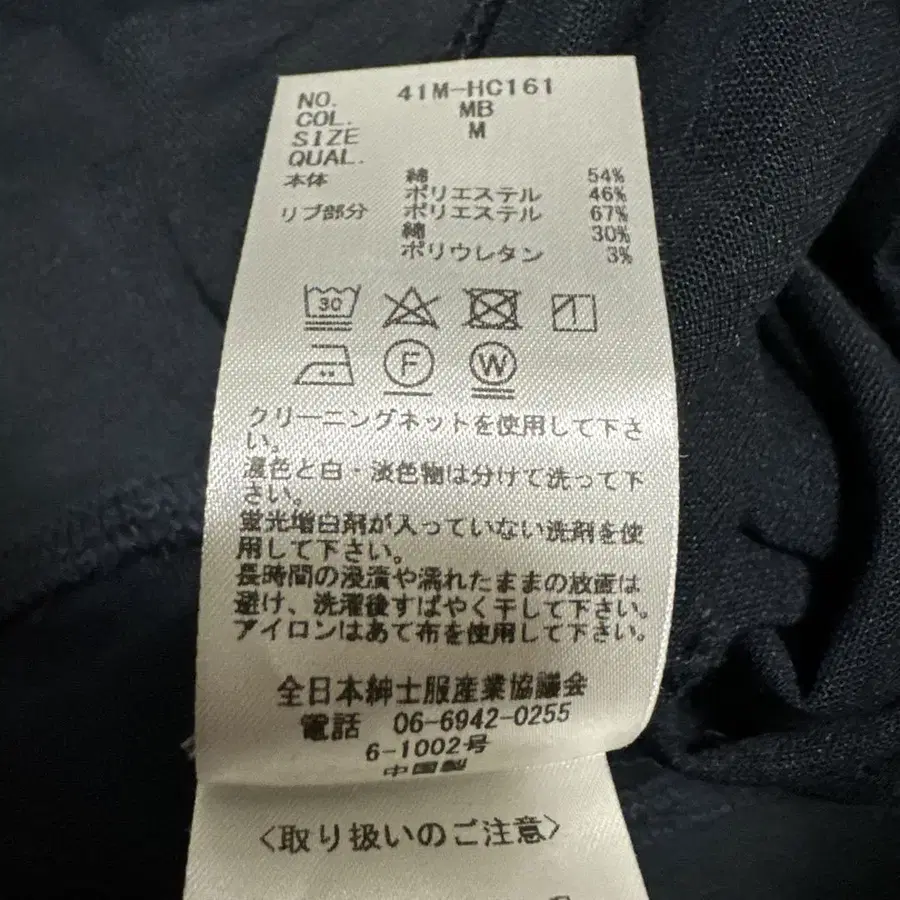 NO. 41M-HC161
COL. MB
SIZE M
QUAL.
本体 綿 54%
ポリエステル 46%
リブ部分 ポリエステル 67%
綿 30%
ポリウレタン 3%
30
F W
クリーニングネットを使用して下さ
い。
濃色と白・淡色物は分けて洗って下
さい。
蛍光増白剤が入っていない洗剤を使
用して下さい。
長時間の浸漬や濡れたままの放置は
避け、洗濯後すばやく干して下さい。
アイロンはあて布を使用して下さい。
全日本紳士服産業協議会
電話 06-6942-0255
6-1002号
中国製
〈取り扱いのご注意〉